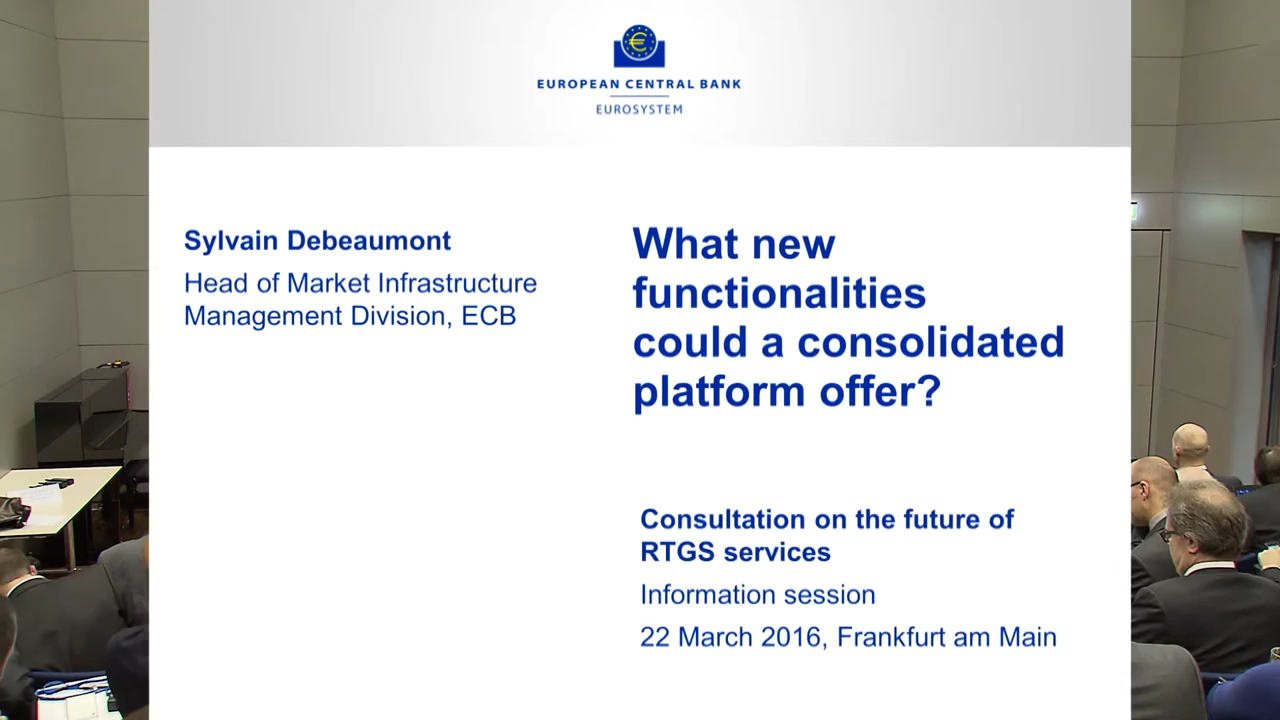 EUROPEAN CENTRAL BANK
EUROSYSTEM
Sylvain Debeaumont
Head of Market Infrastructure
Management Division, ECB
What new
functionalities
could a consolidated
platform offer?
Consultation on the future of
RTGS services
Information session
22 March 2016, Frankfurt am Main